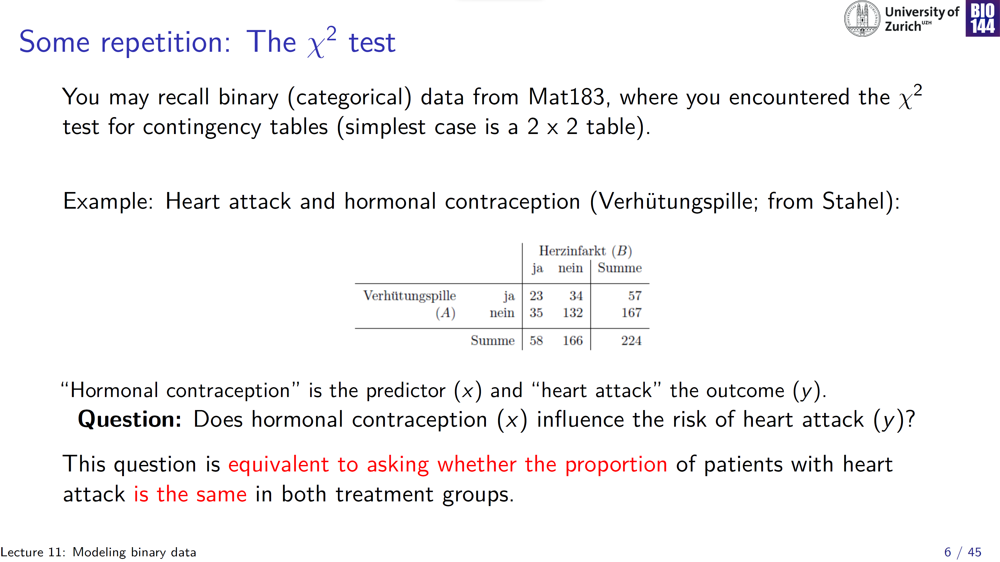 University of
Zurich UZH
BIO
144
Some repetition: The χ² test
You may recall binary (categorical) data from Mat183, where you encountered the χ²
test for contingency tables (simplest case is a 2 x 2 table).
Example: Heart attack and hormonal contraception (Verhütungspille; from Stahel):
Herzinfarkt (B)
ja nein Summe
Verhütungspille ja 23 34 57
(A) nein 35 132 167
Summe 58 166 224
“Hormonal contraception” is the predictor (x) and “heart attack” the outcome (y).
Question: Does hormonal contraception (x) influence the risk of heart attack (y)?
This question is equivalent to asking whether the proportion of patients with heart
attack is the same in both treatment groups.
Lecture 11: Modeling binary data
6 / 45